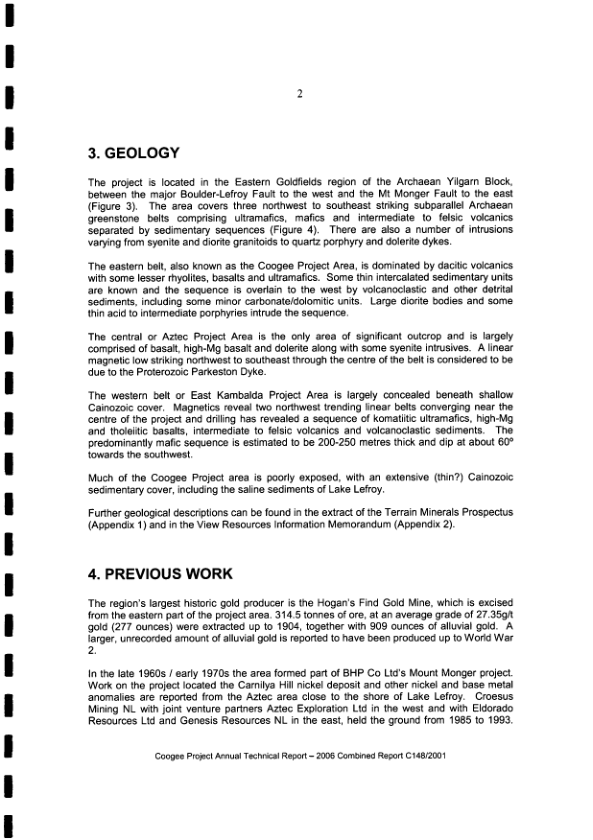 2
3. GEOLOGY
The project is located in the Eastern Goldfields region of the Archaean Yilgarn Block,
between the major Boulder-Lefroy Fault to the west and the Mt Monger Fault to the east
(Figure 3). The area covers three northwest to southeast striking subparallel Archaean
greenstone belts comprising ultramafics, mafics and intermediate to felsic volcanics
separated by sedimentary sequences (Figure 4). There are also a number of intrusions
varying from syenite and diorite granitoids to quartz porphyry and dolerite dykes.
The eastern belt, also known as the Coogee Project Area, is dominated by dacitic volcanics
with some lesser rhyolites, basalts and ultramafics. Some thin intercalated sedimentary units
are known and the sequence is overlain to the west by volcanoclastic and other detrital
sediments, including some minor carbonate/dolomitic units. Large diorite bodies and some
thin acid to intermediate porphyries intrude the sequence.
The central or Aztec Project Area is the only area of significant outcrop and is largely
comprised of basalt, high-Mg basalt and dolerite along with some syenite intrusives. A linear
magnetic low striking northwest to southeast through the centre of the belt is considered to be
due to the Proterozoic Parkeston Dyke.
The western belt or East Kambalda Project Area is largely concealed beneath shallow
Cainozoic cover. Magnetics reveal two northwest trending linear belts converging near the
centre of the project and drilling has revealed a sequence of komatiitic ultramafics, high-Mg
and tholeiitic basalts, intermediate to felsic volcanics and volcanoclastic sediments. The
predominantly mafic sequence is estimated to be 200-250 metres thick and dip at about 60º
towards the southwest.
Much of the Coogee Project area is poorly exposed, with an extensive (thin?) Cainozoic
sedimentary cover, including the saline sediments of Lake Lefroy.
Further geological descriptions can be found in the extract of the Terrain Minerals Prospectus
(Appendix 1) and in the View Resources Information Memorandum (Appendix 2).
4. PREVIOUS WORK
The region's largest historic gold producer is the Hogan's Find Gold Mine, which is excised
from the eastern part of the project area. 314.5 tonnes of ore, at an average grade of 27.35g/t
gold (277 ounces) were extracted up to 1904, together with 909 ounces of alluvial gold. A
larger, unrecorded amount of alluvial gold is reported to have been produced up to World War
2.
In the late 1960s / early 1970s the area formed part of BHP Co Ltd's Mount Monger project.
Work on the project located the Carnilya Hill nickel deposit and other nickel and base metal
anomalies are reported from the Aztec area close to the shore of Lake Lefroy. Croesus
Mining NL with joint venture partners Aztec Exploration Ltd in the west and with Eldorado
Resources Ltd and Genesis Resources NL in the east, held the ground from 1985 to 1993.
Coogee Project Annual Technical Report – 2006 Combined Report C148/2001